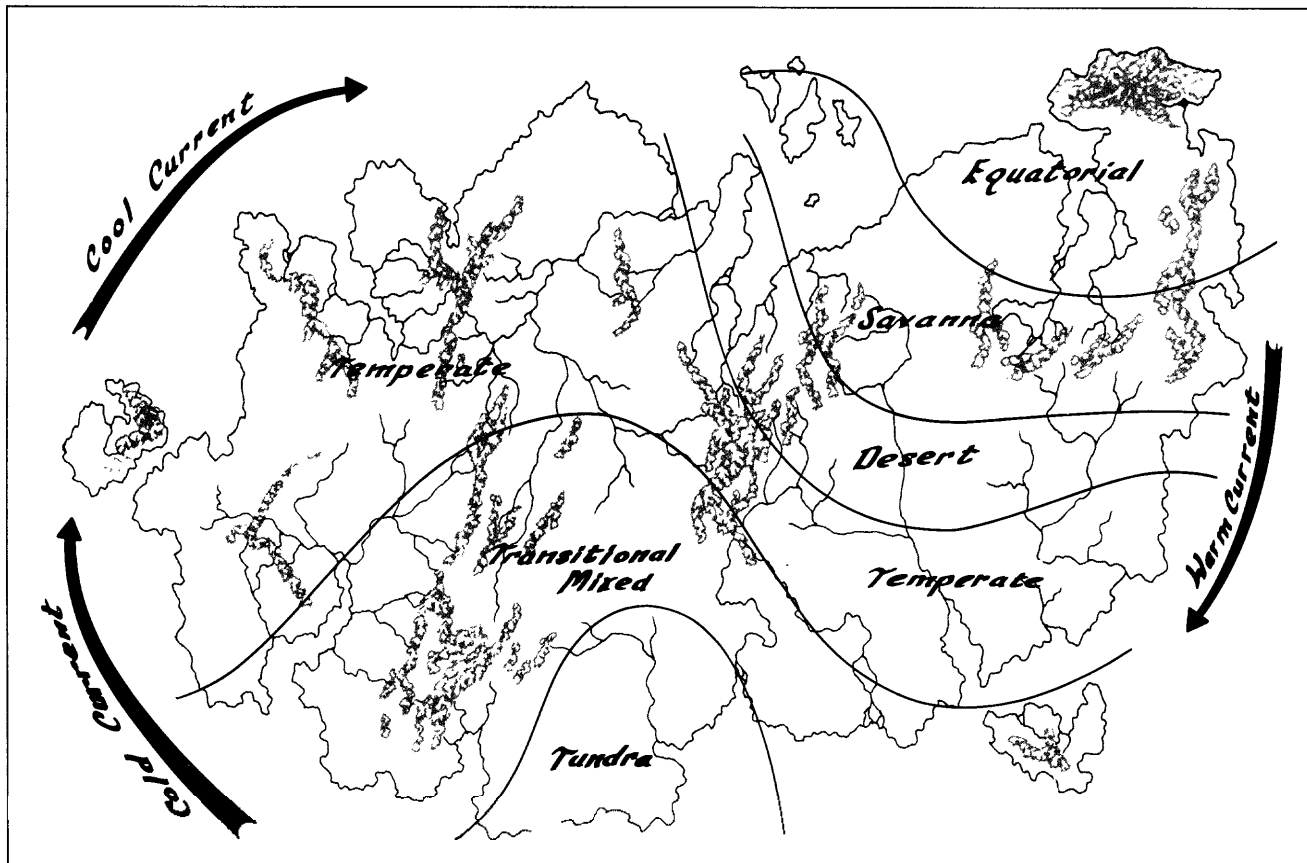 Cool Current
Equatorial
Savanna
Temperate
Desert
Warm Current
Transitional
Mixed
Temperate
Cold Current
Tundra